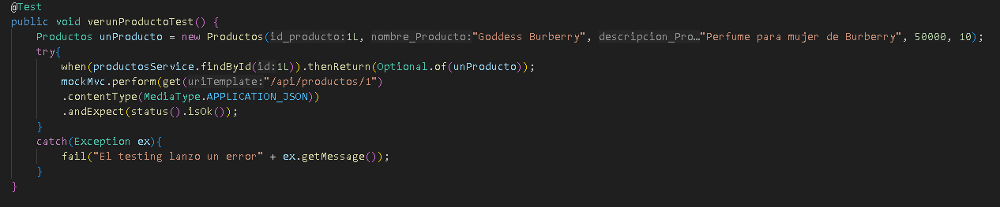 @Test
public void verunProductoTest() {
Productos unProducto = new Productos(id_producto:1L, nombre_Producto:"Goddess Burberry", descripcion_Pro…"Perfume para mujer de Burberry", 50000, 10);
try{
when(productosService.findById(id:1L)).thenReturn(Optional.of(unProducto));
mockMvc.perform(get(uriTemplate:"/api/productos/1")
.contentType(MediaType.APPLICATION_JSON))
.andExpect(status().isOk());
}
catch(Exception ex){
fail("El testing lanzo un error" + ex.getMessage());
}
}